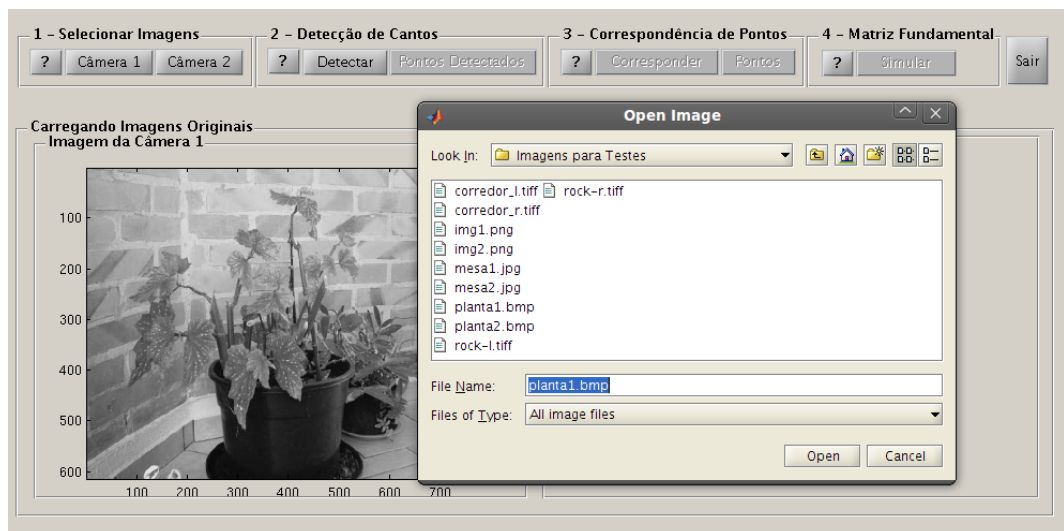 1 – Selecionar Imagens
? Câmera 1 Câmera 2
2 – Detecção de Cantos
? Detectar Pontos Detectados
3 – Correspondência de Pontos
? Corresponder Pontos
4 – Matriz Fundamental
? Simular
Sair
Carregando Imagens Originais
Imagem da Câmera 1
100
200
300
400
500
600
100 200 300 400 500 600 700
Open Image
Look In: Imagens para Testes
corredor_l.tiff rock-r.tiff
corredor_r.tiff
img1.png
img2.png
mesa1.jpg
mesa2.jpg
planta1.bmp
planta2.bmp
rock-l.tiff
File Name: planta1.bmp
Files of Type: All image files
Open Cancel